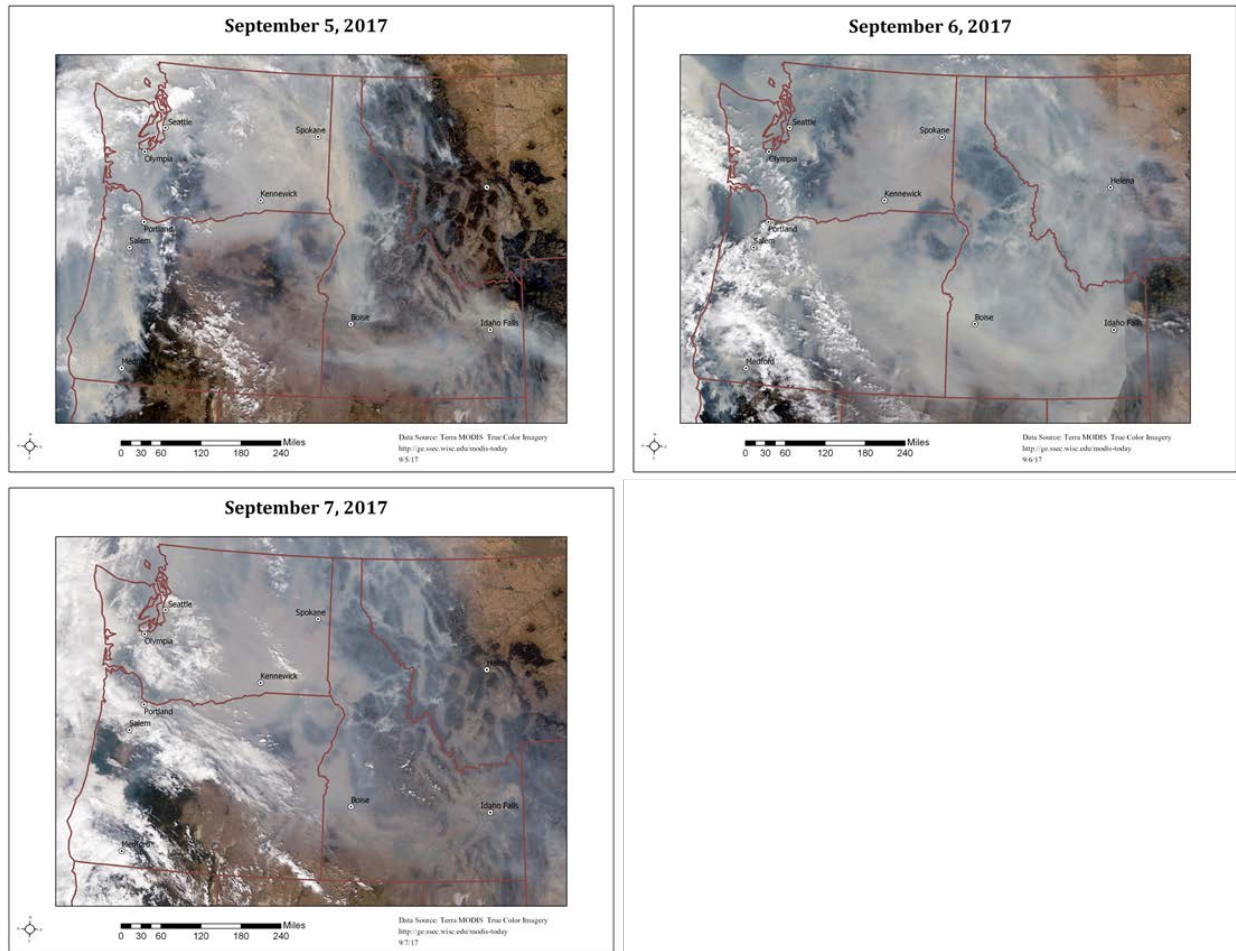 September 5, 2017
Seattle
Spokane
Olympia
Kennewick
Portland
Salem
Boise
Idaho Falls
Medford
Miles
0 30 60 120 180 240
Data Source: Terra MODIS True Color Imagery
http://ge.ssec.wisc.edu/modis-today
9/5/17
September 6, 2017
Seattle
Spokane
Olympia
Helena
Kennewick
Portland
Salem
Boise
Idaho Falls
Medford
Miles
0 30 60 120 180 240
Data Source: Terra MODIS True Color Imagery
http://ge.ssec.wisc.edu/modis-today
9/6/17
September 7, 2017
Seattle
Spokane
Olympia
Helena
Kennewick
Portland
Salem
Boise
Idaho Falls
Medford
Miles
0 30 60 120 180 240
Data Source: Terra MODIS True Color Imagery
http://ge.ssec.wisc.edu/modis-today
9/7/17